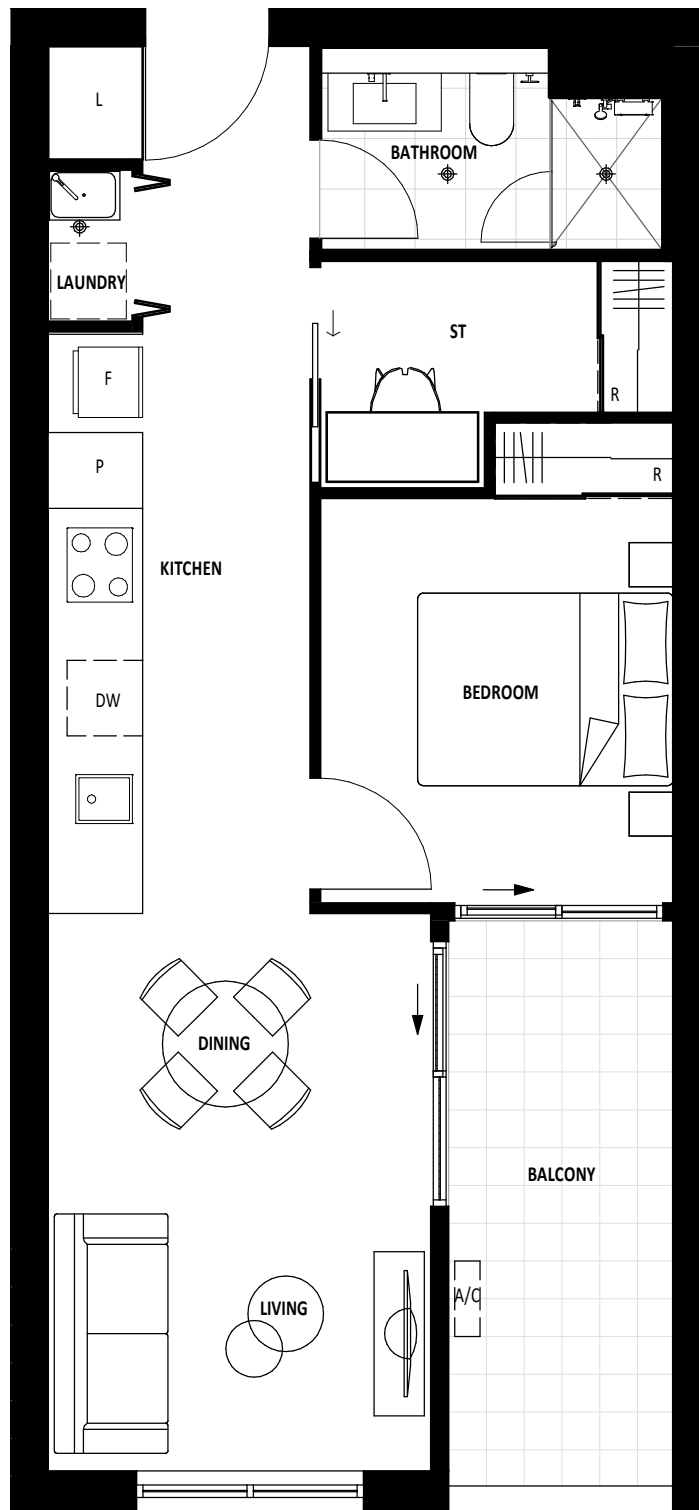 L
BATHROOM
LAUNDRY
ST
F
R
P
R
KITCHEN
BEDROOM
DW
DINING
BALCONY
A/C
LIVING